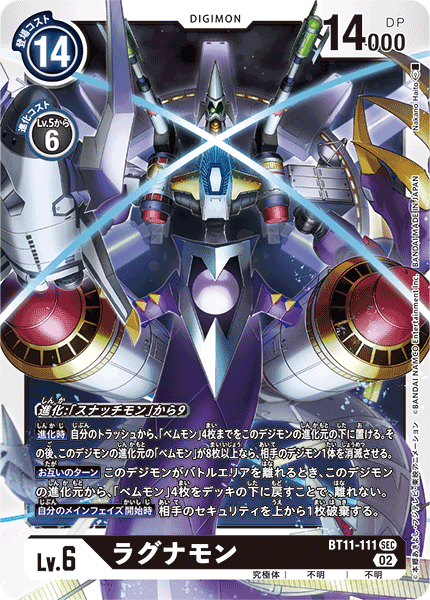 DIGIMON
登場コスト
14
14000
DP
進化コスト
Lv.5から
6
Nakano Haito
©本郷あきよし・フジテレビ・東映アニメーション ©BANDAI NAMCO Entertainment Inc. BANDAI MADE IN JAPAN
進化:「スナッチモン」から9
進化時 自分のトラッシュから、「ベムモン」4枚までをこのデジモンの進化元の下に置ける。そ
の後、このデジモンの進化元の「ベムモン」が8枚以上なら、相手のデジモン1体を消滅させる。
お互いのターン このデジモンがバトルエリアを離れるとき、このデジモン
の進化元から、「ベムモン」4枚をデッキの下に戻すことで、離れない。
自分のメインフェイズ開始時 相手のセキュリティを上から1枚破棄する。
Lv.6
ラグナモン
BT11-111 SEC
02
究極体 不明 不明